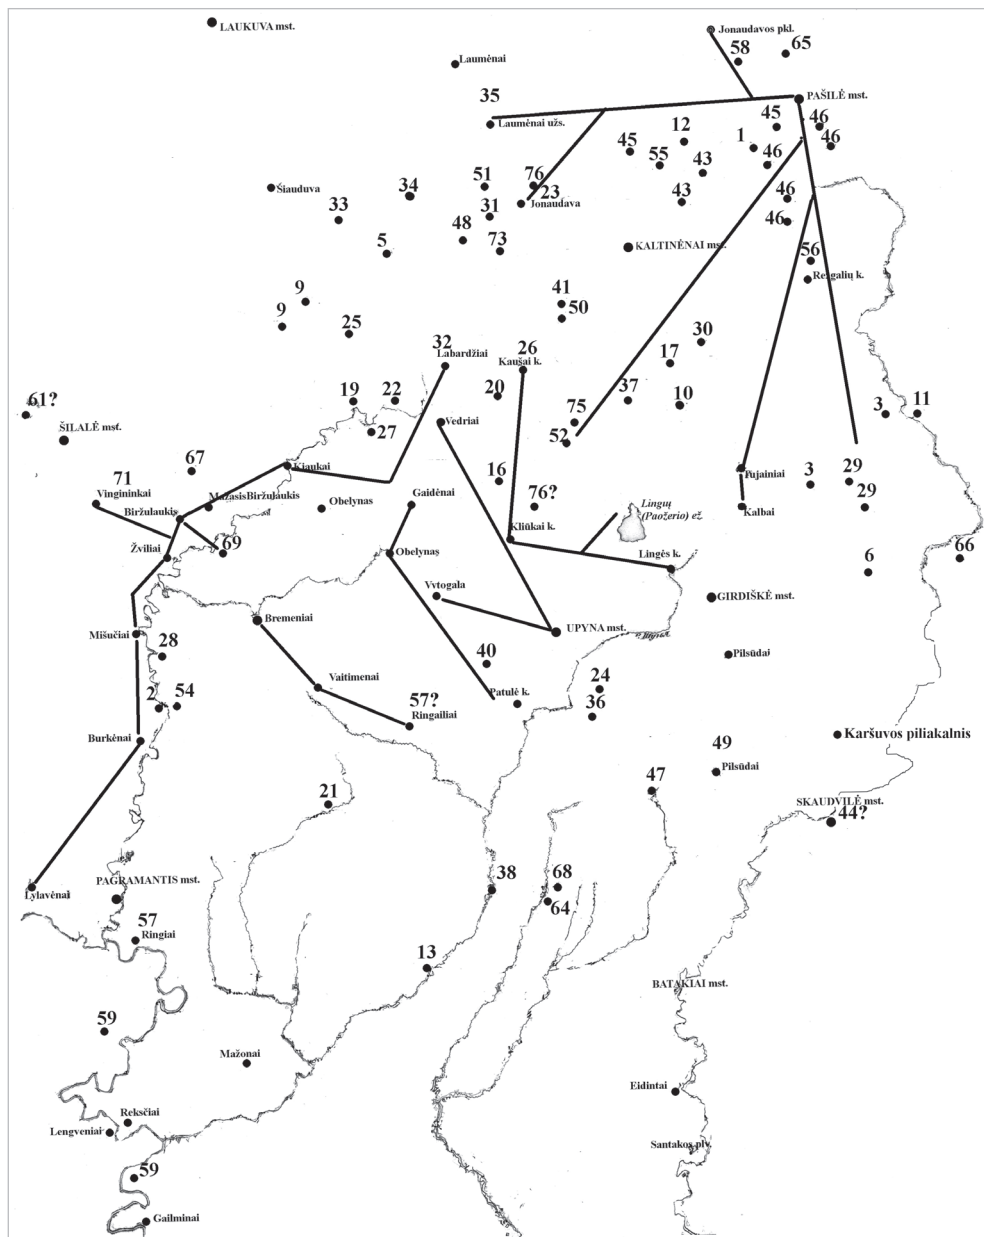 LAUKUVA mst.
Jonaudavos pkl.
58
65
Laumėnai
35
PAŠILĖ mst.
Laumėnai užs.
45
46
46
12
1
45
55
46
43
51
76
23
Šiauduva
34
Jonaudava
43
46
33
31
46
48
5
73
KALTINĖNAI mst.
56
Rezgalių k.
9
41
9
50
25
30
32
Labardžiai
26
Kaušai k.
17
61?
19
22
20
37
10
3
11
ŠILALĖ mst.
27
Vedriai
75
52
67
Kiaukai
Tujainiai
71
Vingininkai
16
3
29
MažasisBiržulaukis
Obelynas
Gaidėnai
76?
Lingių
(Paožerio) ež.
Kalbai
29
Biržulaukis
Kliūkai k.
Žviliai
69
Obelynas
Lingės k.
6
66
Vytogala
GIRDIŠKĖ mst.
Bremeniai
UPYNA mst.
Mišučiai
28
40
Pilsūdai
Vaitimenai
24
2
54
57?
Ringailiai
Patulė k.
36
Burkėnai
Karšuvos piliakalnis
49
Pilsūdai
21
47
SKAUDVILĖ mst.
44?
PAGRAMANTIS mst.
Lylavėnai
38
68
64
57
Ringiai
13
BATAKIAI mst.
59
Mažonai
Eidintai
Reksčiai
Lengveniai
Santakos plv.
59
Gailminai